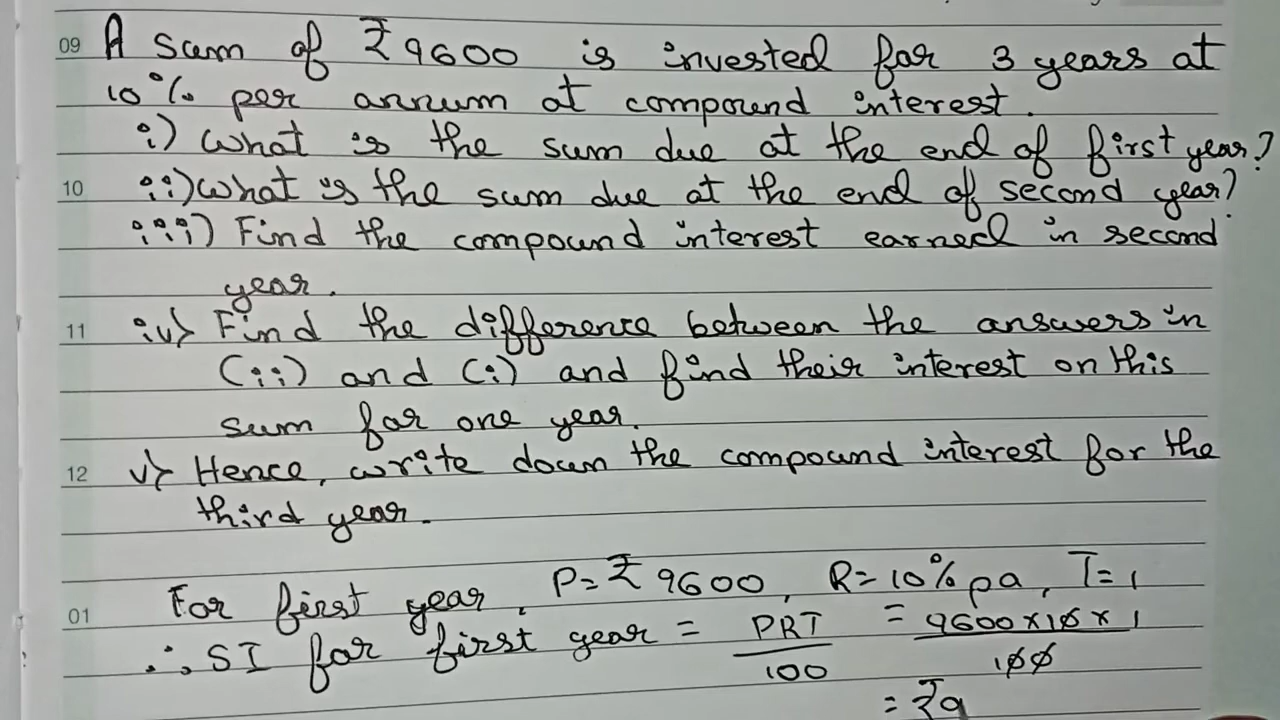 09 A sum of ₹9600 is invested for 3 years at
10% per annum at compound interest.
i) What is the sum due at the end of first year?
10 ii) what is the sum due at the end of second year?
iii) Find the compound interest earned in second
year.
11 iv) Find the difference between the answers in
(ii) and (i) and find their interest on this
sum for one year.
12 v) Hence, write down the compound interest for the
third year.
For first year, P=₹9600, R=10% pa, T=1
01 ∴ SI for first year = PRT/100 = 9600×10×1/100
= ₹9